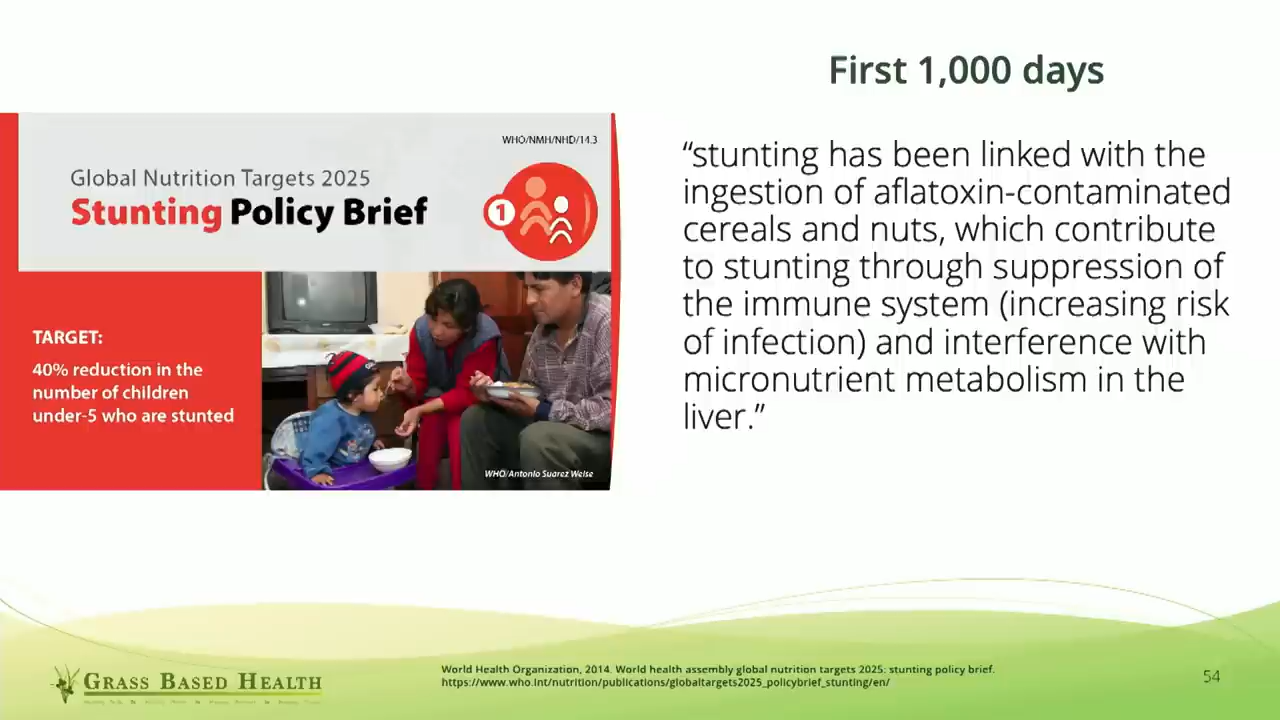 First 1,000 days
WHO/NMH/NHD/14.3
Global Nutrition Targets 2025
Stunting Policy Brief
1
TARGET:
40% reduction in the
number of children
under-5 who are stunted
WHO/Antonio Suarez Weise
“stunting has been linked with the
ingestion of aflatoxin-contaminated
cereals and nuts, which contribute
to stunting through suppression of
the immune system (increasing risk
of infection) and interference with
micronutrient metabolism in the
liver.”
GRASS BASED HEALTH
World Health Organization, 2014. World health assembly global nutrition targets 2025: stunting policy brief.
https://www.who.int/nutrition/publications/globaltargets2025_policybrief_stunting/en/
54